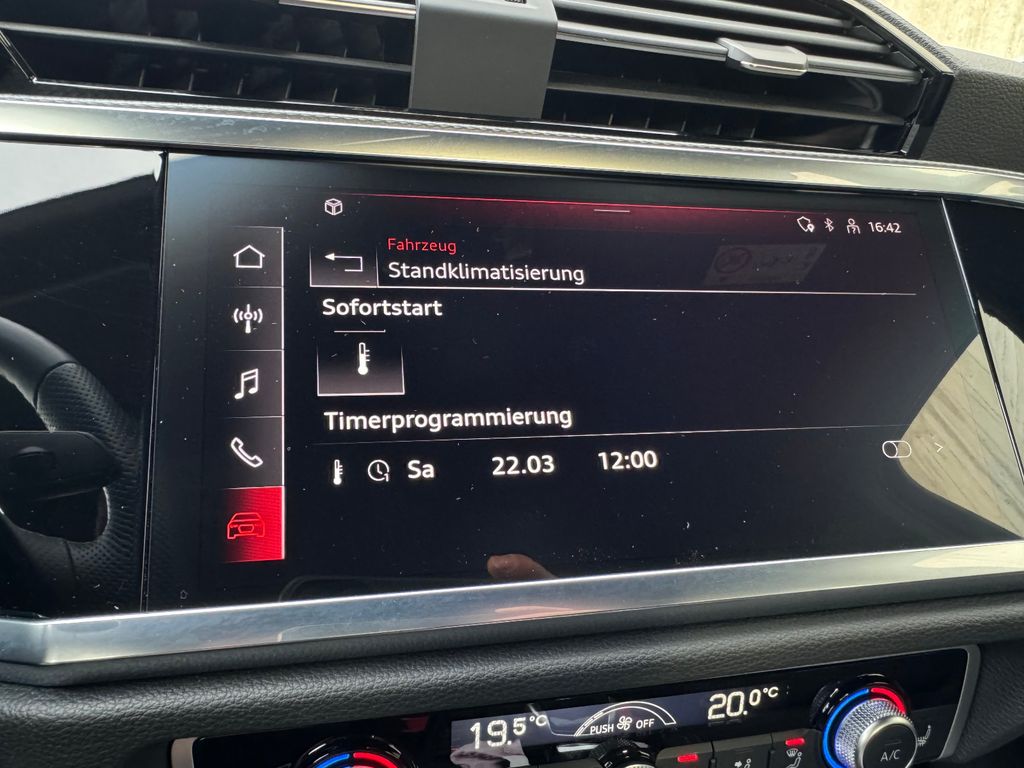 16:42
Fahrzeug
Standklimatisierung
Sofortstart
Timerprogrammierung
Sa 22.03 12:00
19.5°C PUSH OFF 20.0°C
A/C